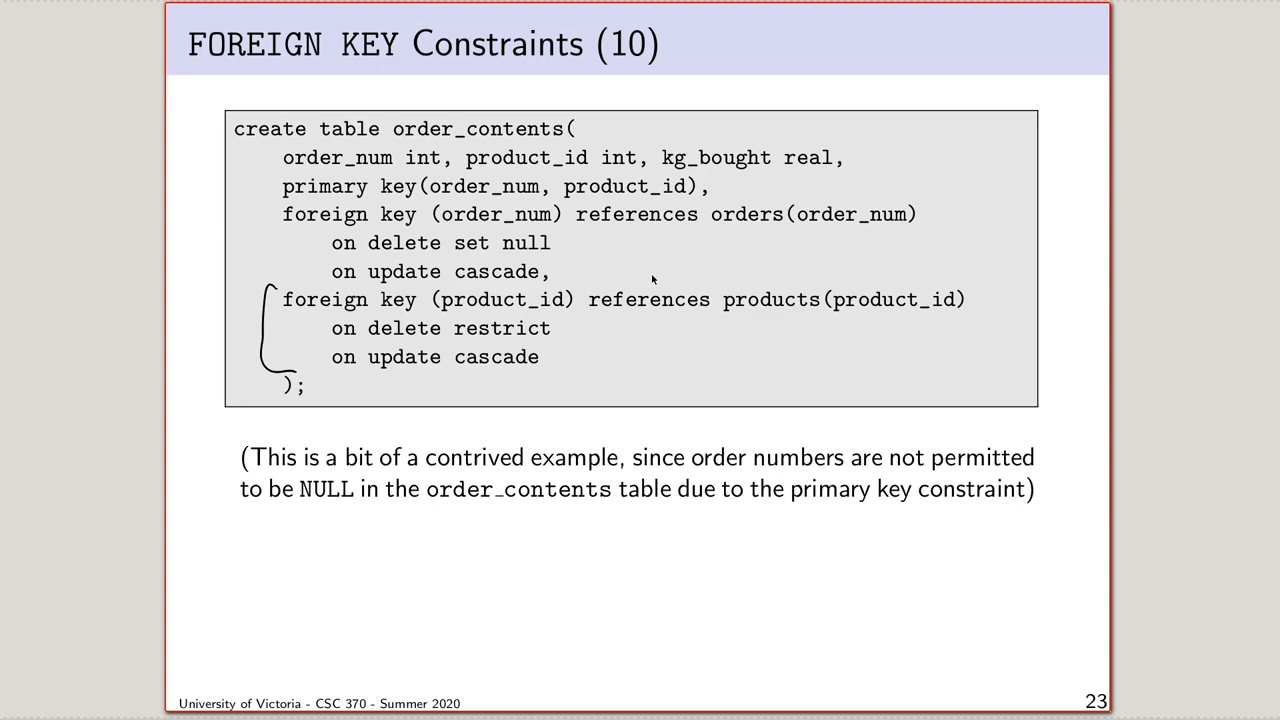 FOREIGN KEY Constraints (10)
create table order_contents(
order_num int, product_id int, kg_bought real,
primary key(order_num, product_id),
foreign key (order_num) references orders(order_num)
on delete set null
on update cascade,
foreign key (product_id) references products(product_id)
on delete restrict
on update cascade
);
(This is a bit of a contrived example, since order numbers are not permitted
to be NULL in the order_contents table due to the primary key constraint)
University of Victoria - CSC 370 - Summer 2020
23